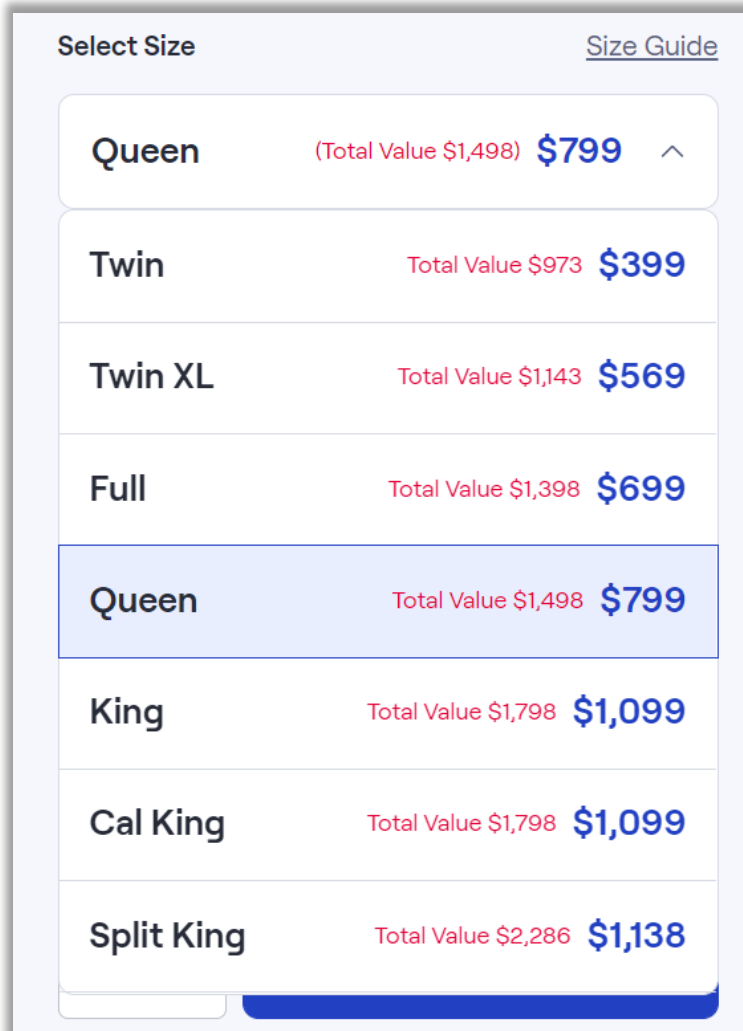 Select Size Size Guide
Queen (Total Value $1,498) $799
Twin Total Value $973 $399
Twin XL Total Value $1,143 $569
Full Total Value $1,398 $699
Queen Total Value $1,498 $799
King Total Value $1,798 $1,099
Cal King Total Value $1,798 $1,099
Split King Total Value $2,286 $1,138